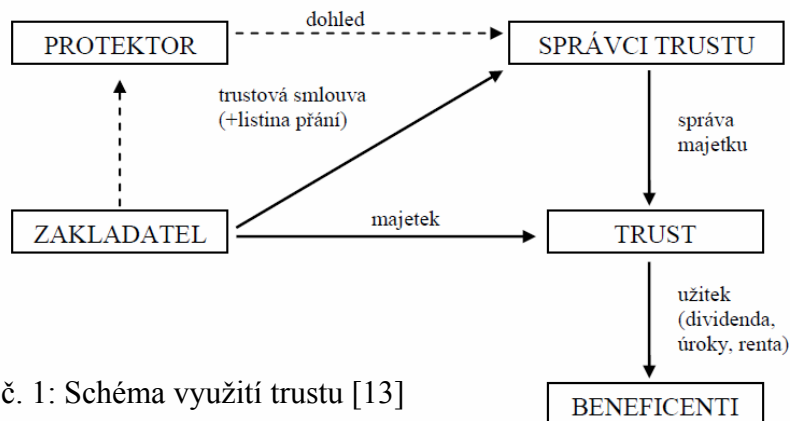 dohled
PROTEKTOR
SPRÁVCI TRUSTU
trustová smlouva
(+listina přání)
správa
majetku
majetek
ZAKLADATEL
TRUST
užitek
(dividenda,
úroky, renta)
č. 1: Schéma využití trustu [13]
BENEFICENTI